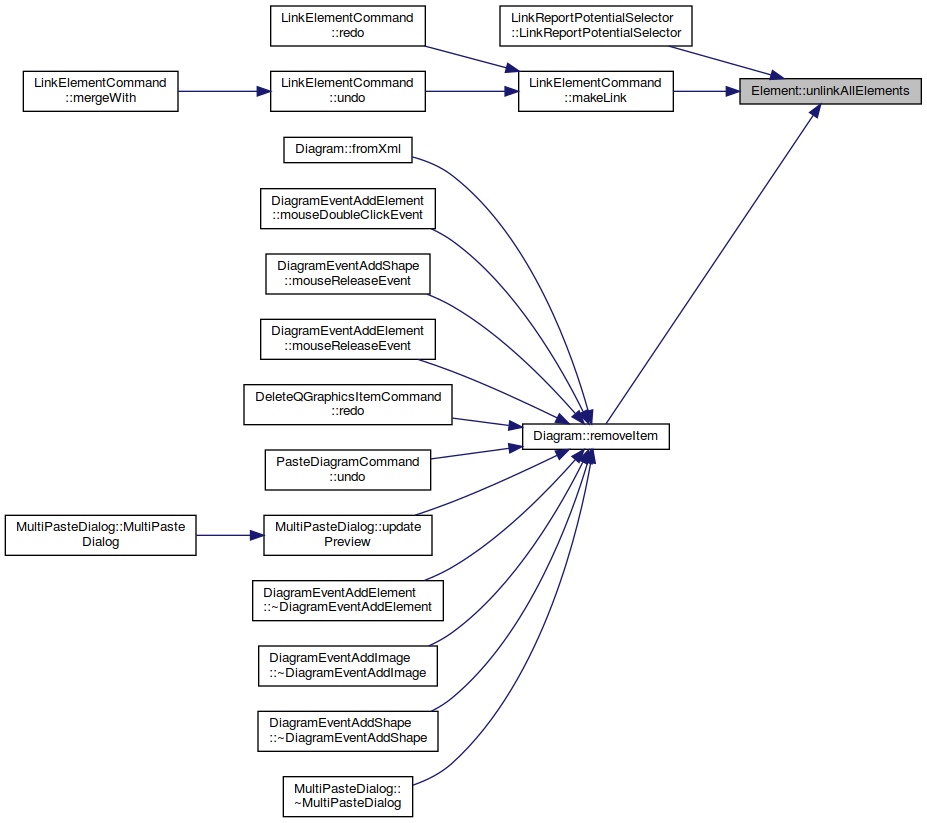 LinkElementCommand
::redo
LinkReportPotentialSelector
::LinkReportPotentialSelector
LinkElementCommand
::mergeWith
LinkElementCommand
::undo
LinkElementCommand
::makeLink
Element::unlinkAllElements
Diagram::fromXml
DiagramEventAddElement
::mouseDoubleClickEvent
DiagramEventAddShape
::mouseReleaseEvent
DiagramEventAddElement
::mouseReleaseEvent
DeleteQGraphicsItemCommand
::redo
Diagram::removeItem
PasteDiagramCommand
::undo
MultiPasteDialog::MultiPaste
Dialog
MultiPasteDialog::update
Preview
DiagramEventAddElement
::~DiagramEventAddElement
DiagramEventAddImage
::~DiagramEventAddImage
DiagramEventAddShape
::~DiagramEventAddShape
MultiPasteDialog::
~MultiPasteDialog